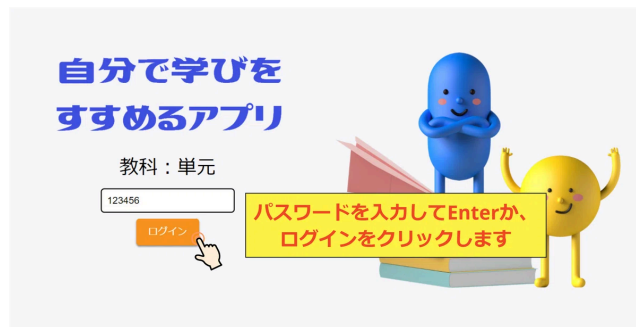 自分で学びを
すすめるアプリ
教科：単元
123456
ログイン
パスワードを入力してEnterか、
ログインをクリックします